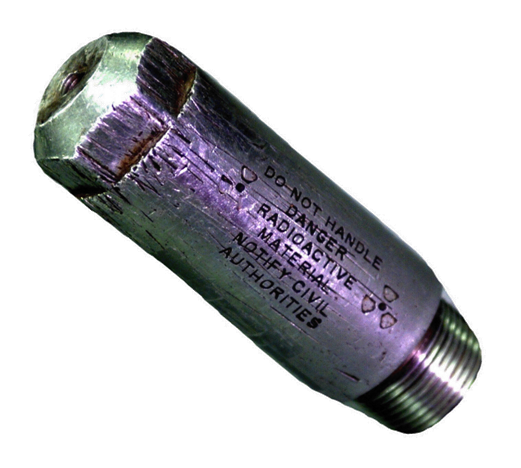 DO NOT HANDLE
DANGER
RADIOACTIVE
MATERIAL
NOTIFY CIVIL
AUTHORITIES